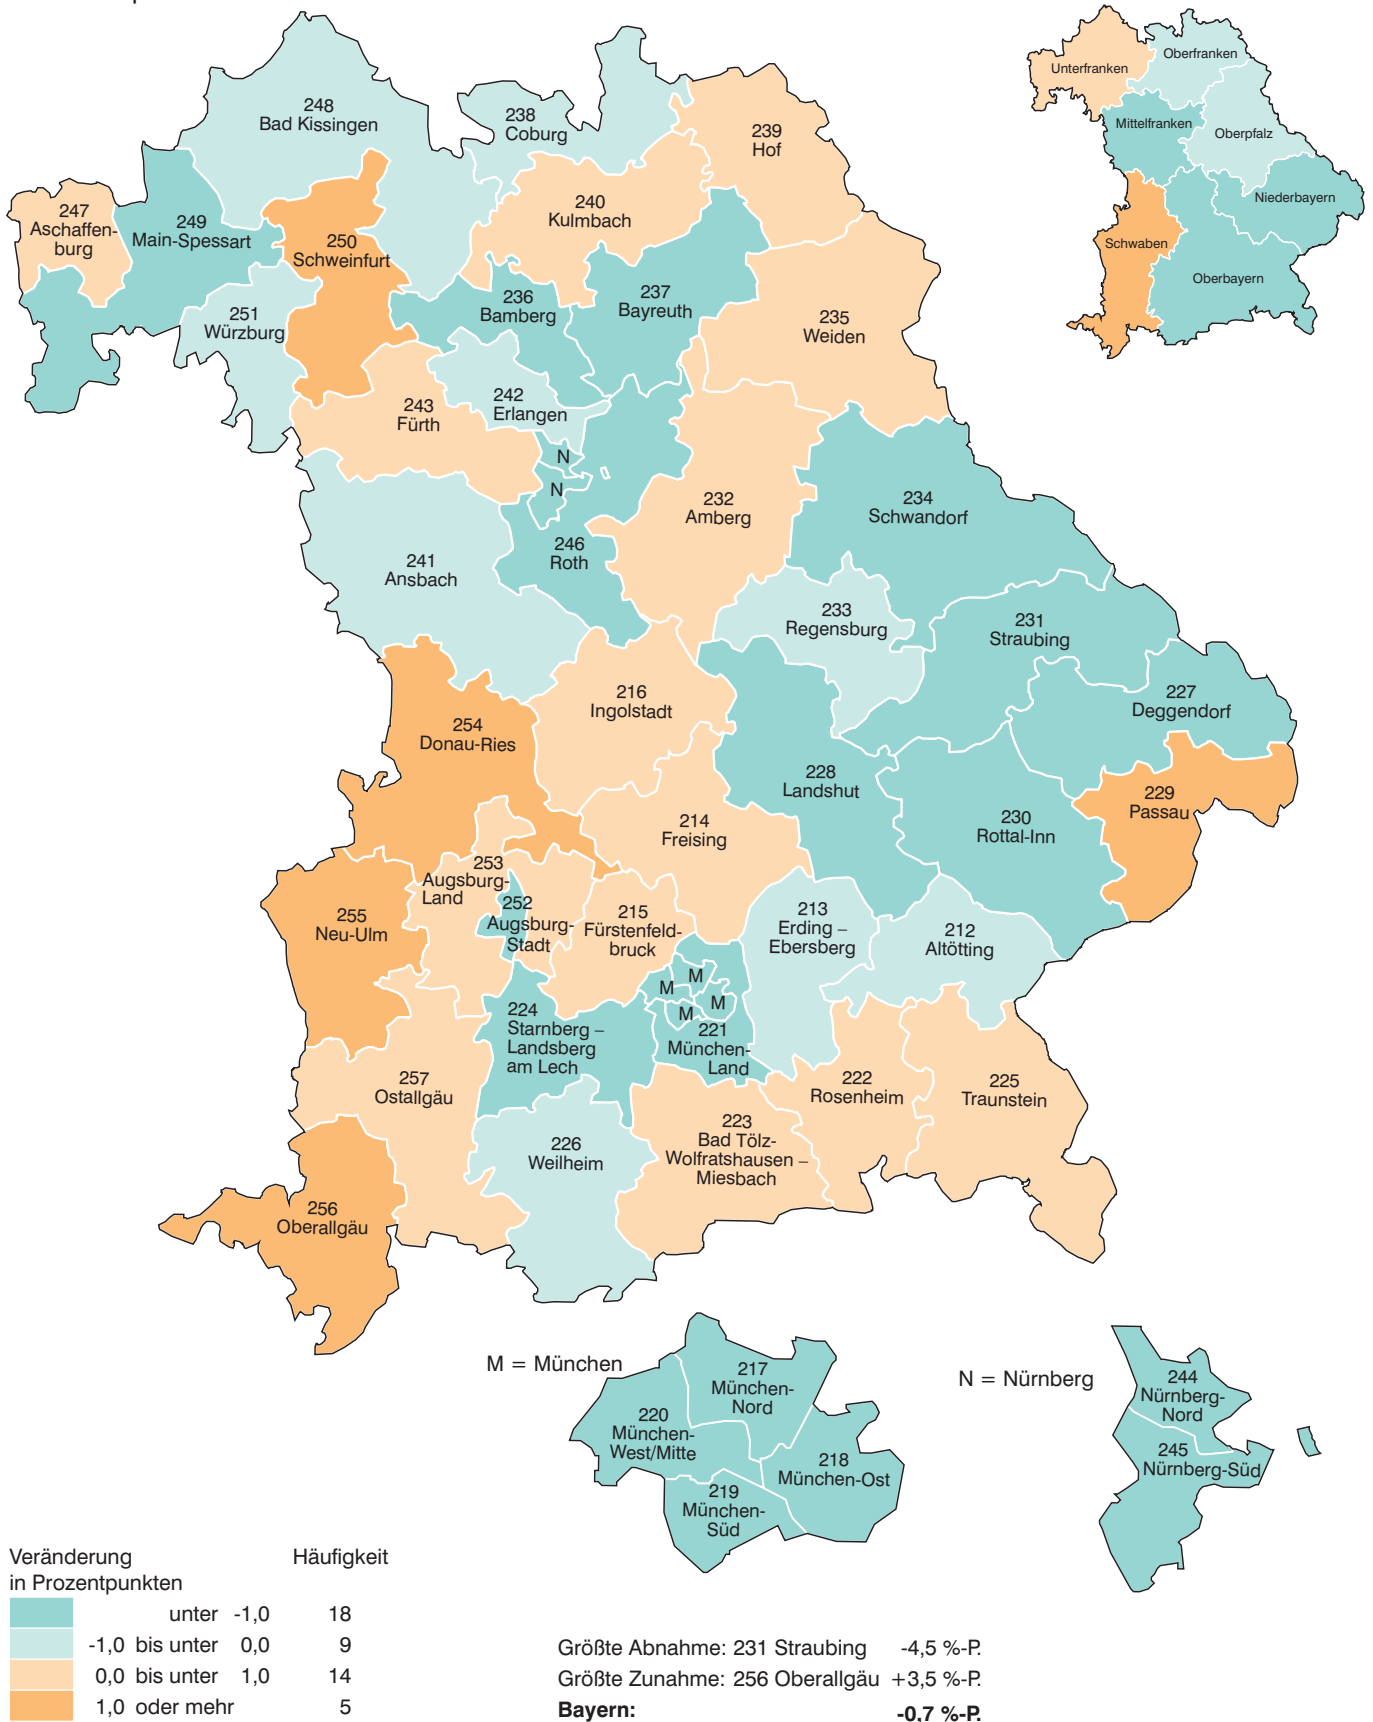 248
Bad Kissingen
238
Coburg
239
Hof
247
Aschaffen-
burg
249
Main-Spessart
250
Schweinfurt
240
Kulmbach
251
Würzburg
236
Bamberg
237
Bayreuth
235
Weiden
243
Fürth
242
Erlangen
N
N
232
Amberg
234
Schwandorf
241
Ansbach
246
Roth
233
Regensburg
231
Straubing
216
Ingolstadt
227
Deggendorf
254
Donau-Ries
228
Landshut
229
Passau
230
Rottal-Inn
214
Freising
253
Augsburg-
Land
252
Augsburg-
Stadt
215
Fürstenfeld-
bruck
213
Erding –
Ebersberg
212
Altötting
255
Neu-Ulm
M
M
M
M
221
München-
Land
224
Starnberg –
Landsberg
am Lech
257
Ostallgäu
222
Rosenheim
225
Traunstein
223
Bad Tölz-
Wolfratshausen –
Miesbach
226
Weilheim
256
Oberallgäu
Unterfranken
Oberfranken
Mittelfranken
Oberpfalz
Niederbayern
Schwaben
Oberbayern
M = München
217
München-
Nord
220
München-
West/Mitte
218
München-Ost
219
München-
Süd
N = Nürnberg
244
Nürnberg-
Nord
245
Nürnberg-Süd
Veränderung Häufigkeit
in Prozentpunkten
unter -1,0 18
-1,0 bis unter 0,0 9
0,0 bis unter 1,0 14
1,0 oder mehr 5
Größte Abnahme: 231 Straubing -4,5 %-P.
Größte Zunahme: 256 Oberallgäu +3,5 %-P.
Bayern: -0,7 %-P.